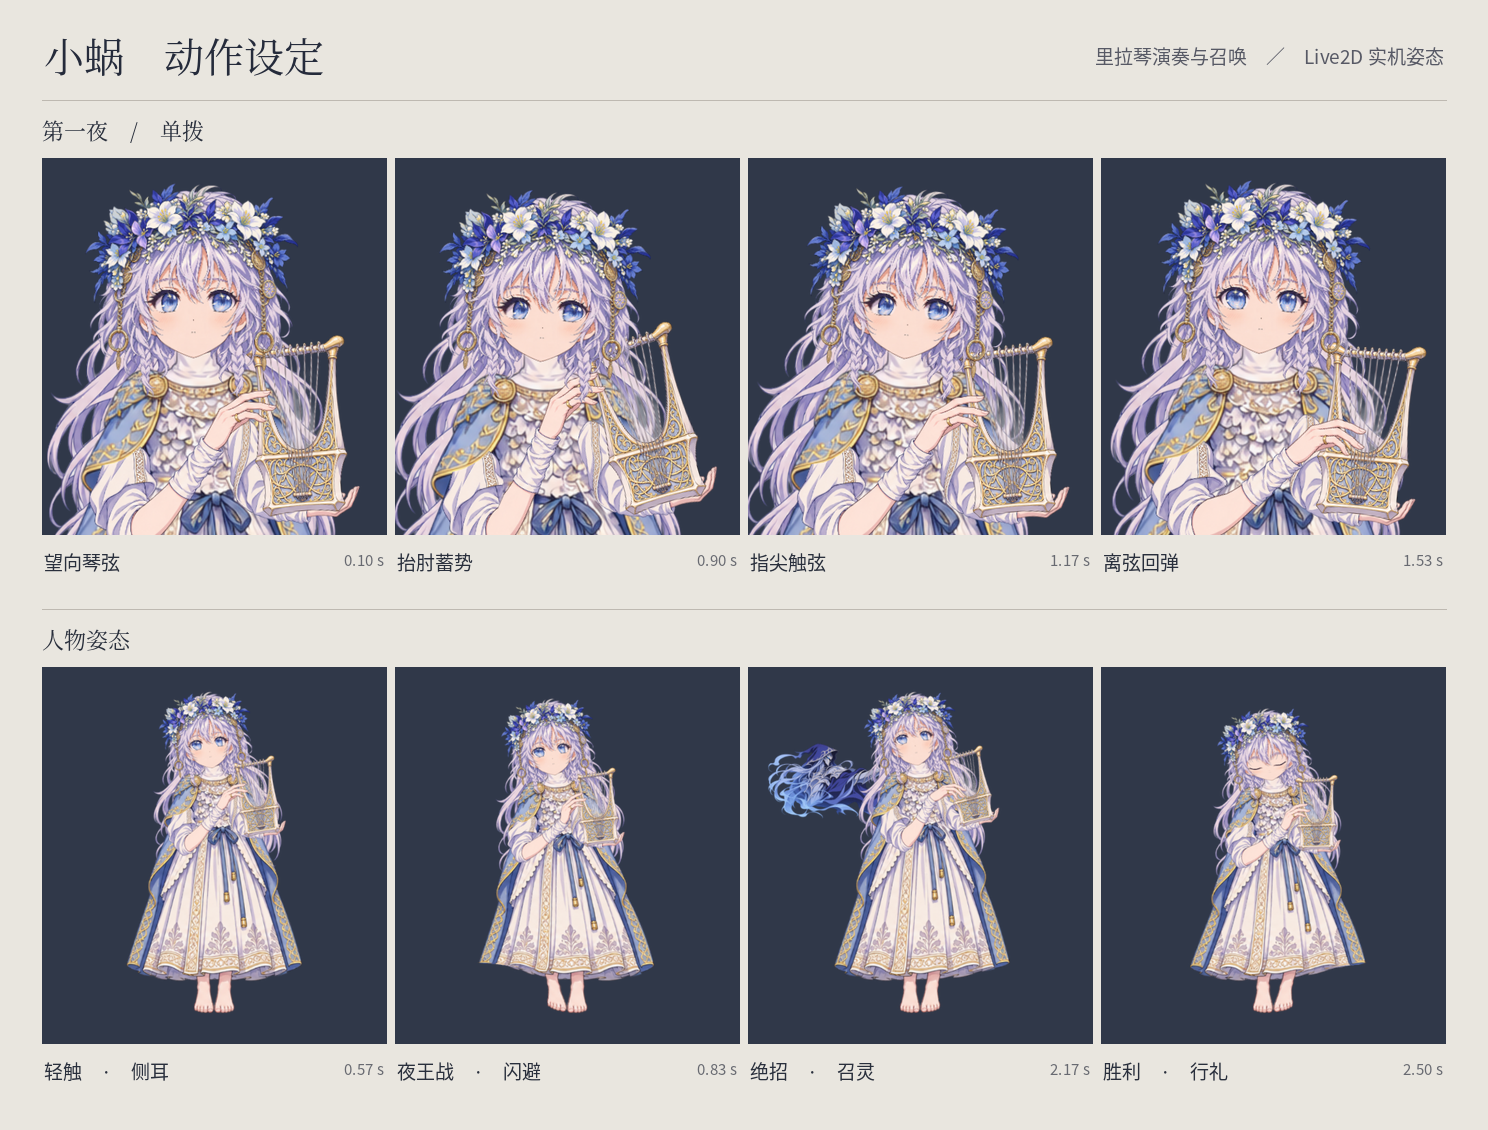 小蜗　动作设定
里拉琴演奏与召唤　／　Live2D 实机姿态
第一夜　/　单拨
望向琴弦 0.10 s
抬肘蓄势 0.90 s
指尖触弦 1.17 s
离弦回弹 1.53 s
人物姿态
轻触　·　侧耳 0.57 s
夜王战　·　闪避 0.83 s
绝招　·　召灵 2.17 s
胜利　·　行礼 2.50 s